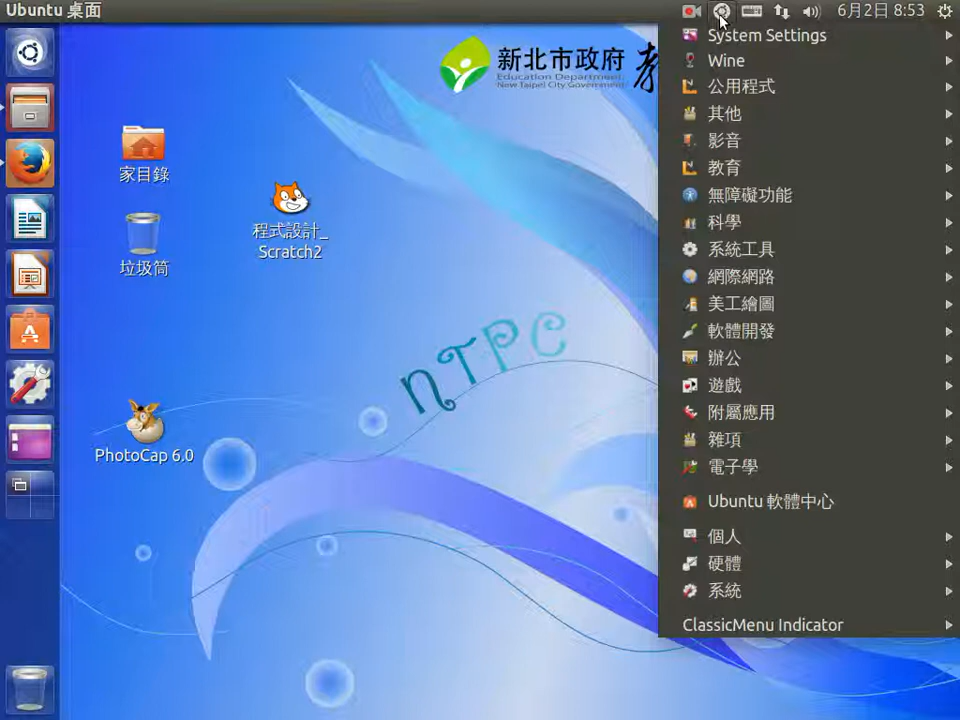 Ubuntu 桌面
6月2日 8:53
新北市政府
Education Department,
New Taipei City Government
家目錄
垃圾筒
程式設計_
Scratch2
PhotoCap 6.0
nTPC
System Settings
Wine
公用程式
其他
影音
教育
無障礙功能
科學
系統工具
網際網路
美工繪圖
軟體開發
辦公
遊戲
附屬應用
雜項
電子學
Ubuntu 軟體中心
個人
硬體
系統
ClassicMenu Indicator